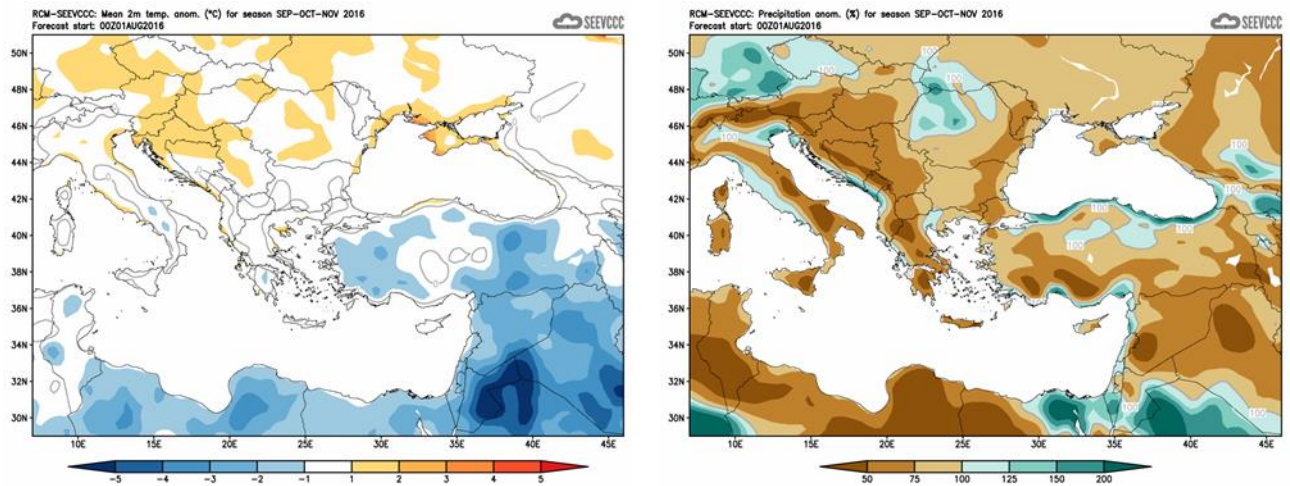 RCM-SEEVCCC: Mean 2m temp. anom. (°C) for season SEP-OCT-NOV 2016
Forecast start: 00Z01AUG2016
SEEVCCC
50N
48N
46N
44N
42N
40N
38N
36N
34N
32N
30N
10E 15E 20E 25E 30E 35E 40E 45E
-5 -4 -3 -2 -1 1 2 3 4 5
RCM-SEEVCCC: Precipitation anom. (%) for season SEP-OCT-NOV 2016
Forecast start: 00Z01AUG2016
SEEVCCC
50N
48N
46N
44N
42N
40N
38N
36N
34N
32N
30N
100
100
100
100
100
100
100
100
100
100
10E 15E 20E 25E 30E 35E 40E 45E
50 75 100 125 150 200